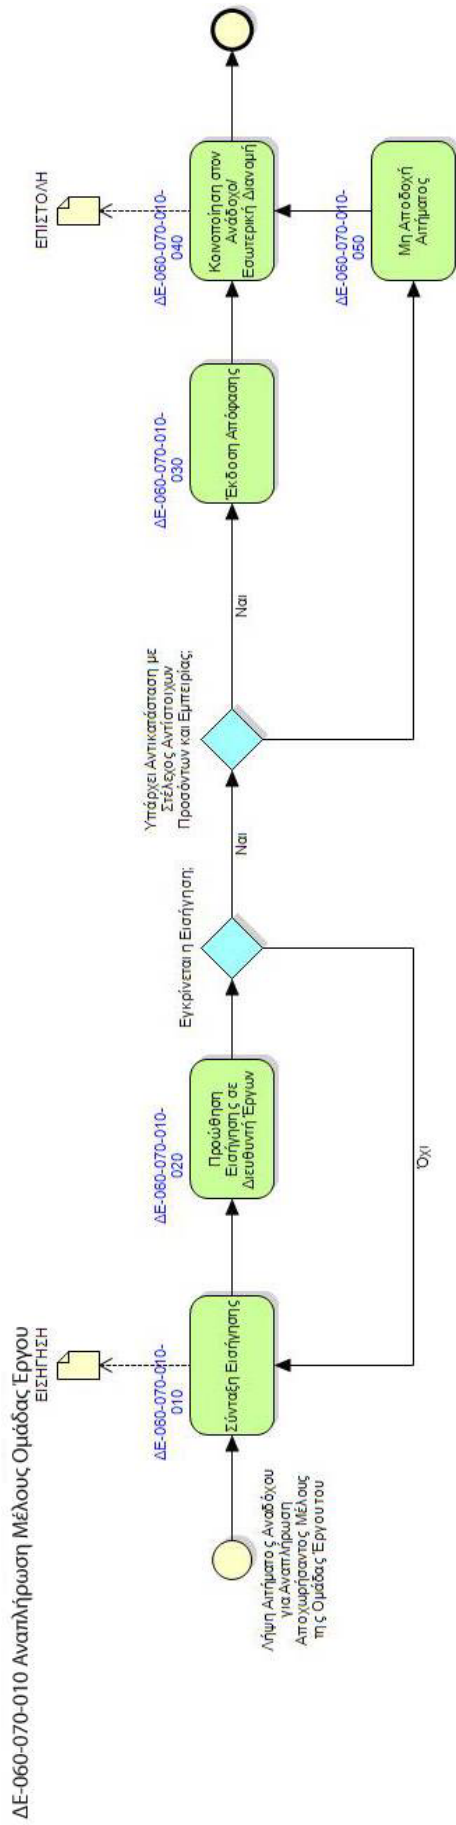 ΔΕ-060-070-010 Αναπλήρωση Μέλους Ομάδας Έργου
ΕΙΣΗΓΗΣΗ
ΔΕ-060-070-010-
010
Σύνταξη Εισήγησης
Λήψη Αιτήματος Αναδόχου
για Αναπλήρωση
Αποχωρήσαντος Μέλους
της Ομάδας Έργου του
ΔΕ-060-070-010-
020
Προώθηση
Εισήγησης σε
Διευθυντή Έργων
Εγκρίνεται η Εισήγηση;
Όχι
Ναι
Υπάρχει Αντικατάσταση με
Στέλεχος Αντίστοιχων
Προσόντων και Εμπειρίας;
Ναι
ΔΕ-060-070-010-
030
Έκδοση Απόφασης
ΕΠΙΣΤΟΛΗ
ΔΕ-060-070-010-
040
Κοινοποίηση στον
Ανάδοχο/
Εσωτερική Διανομή
ΔΕ-060-070-010-
050
Μη Αποδοχή
Αιτήματος